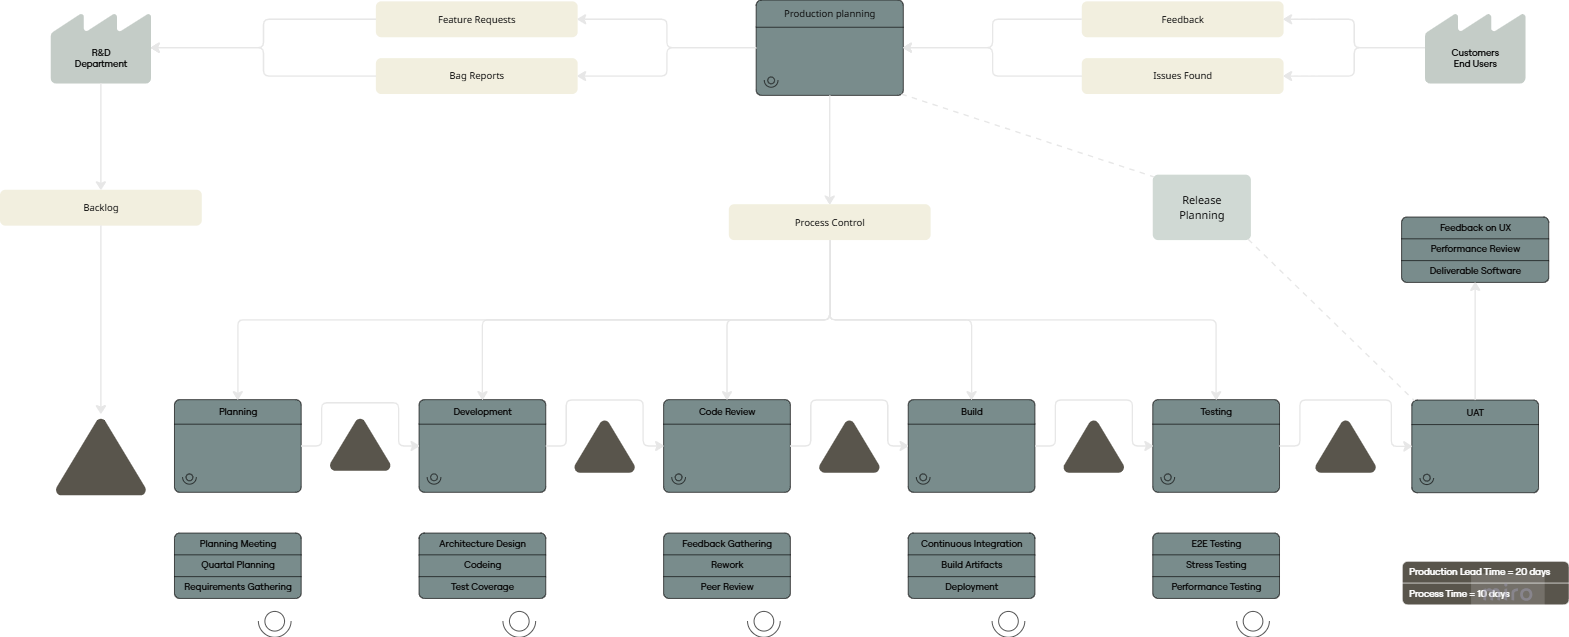 Production planning
Feature Requests
Feedback
R&D
Department
Customers
End Users
Bag Reports
Issues Found
Release
Planning
Backlog
Process Control
Feedback on UX
Performance Review
Deliverable Software
Planning
Development
Code Review
Build
Testing
UAT
Planning Meeting
Quartal Planning
Requirements Gathering
Architecture Design
Codeing
Test Coverage
Feedback Gathering
Rework
Peer Review
Continuous Integration
Build Artifacts
Deployment
E2E Testing
Stress Testing
Performance Testing
Production Lead Time = 20 days
Process Time = 10 days
miro